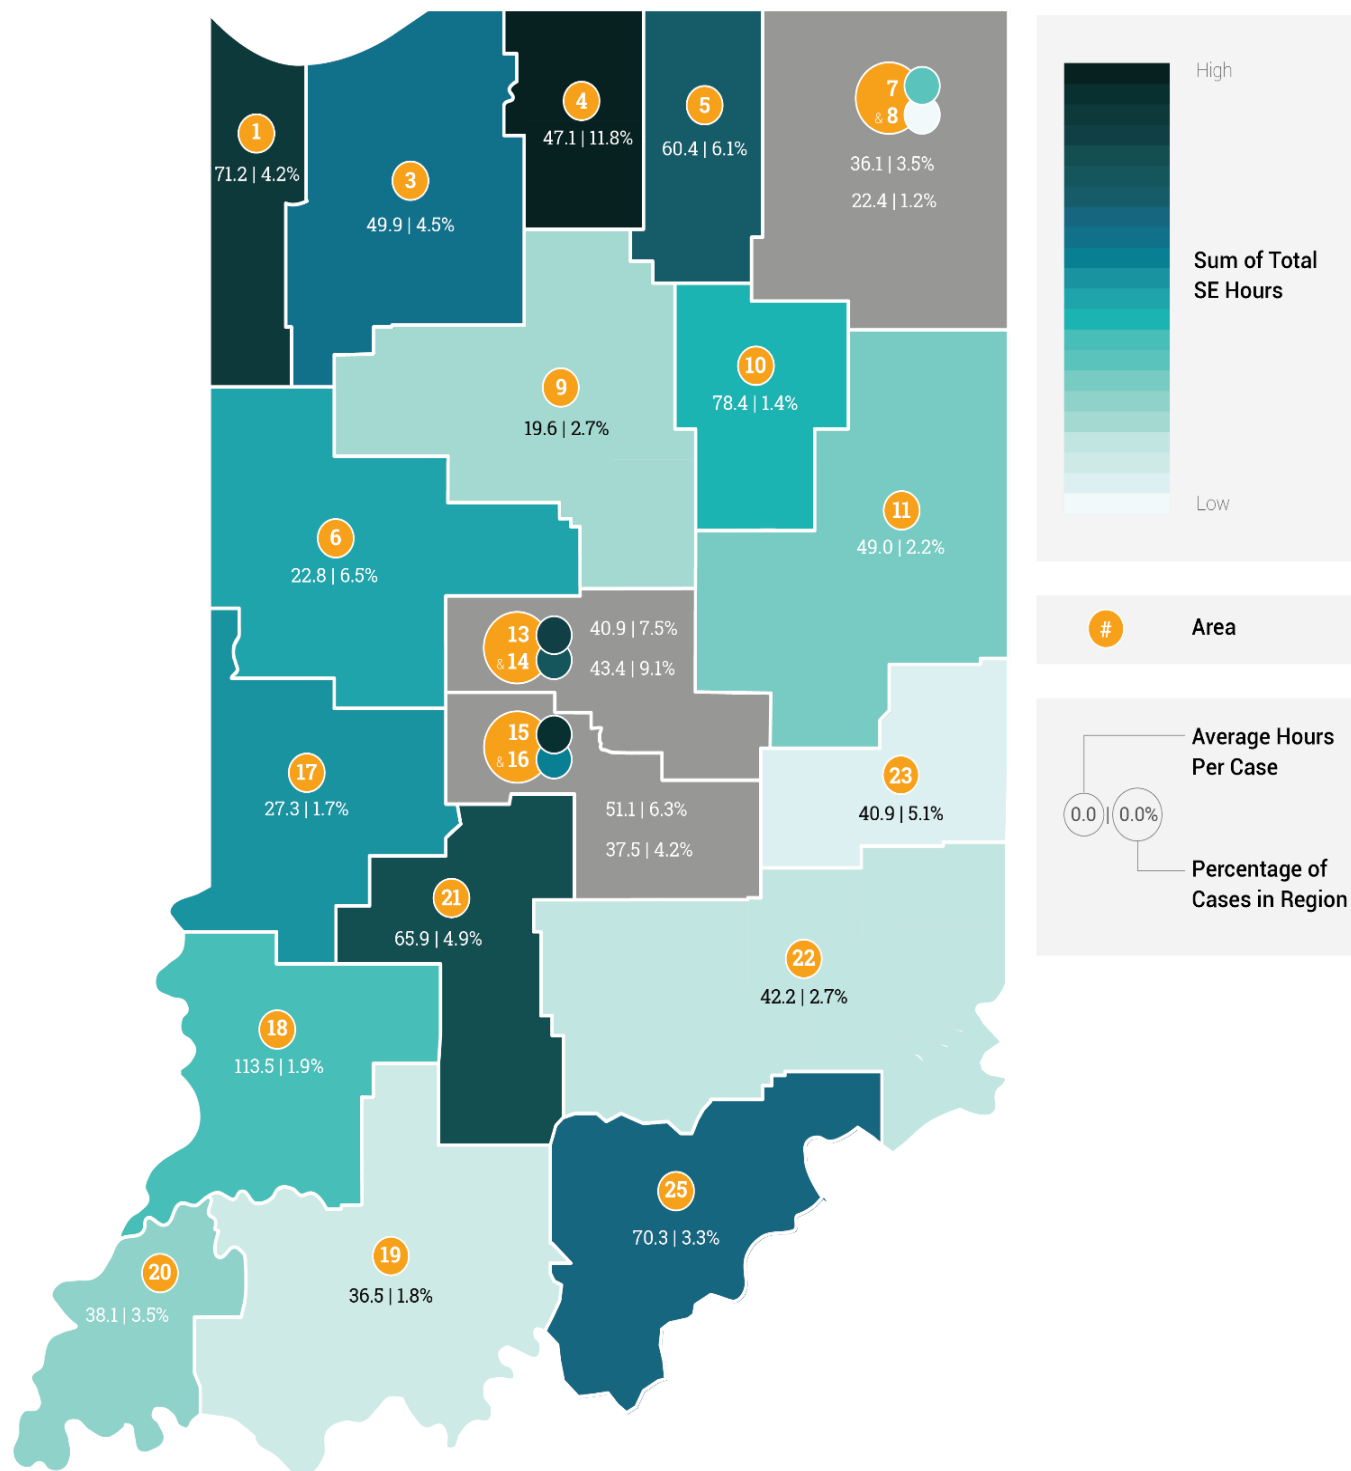 1
71.2 | 4.2%
3
49.9 | 4.5%
4
47.1 | 11.8%
5
60.4 | 6.1%
7
& 8
36.1 | 3.5%
22.4 | 1.2%
9
19.6 | 2.7%
10
78.4 | 1.4%
11
49.0 | 2.2%
6
22.8 | 6.5%
13
& 14
40.9 | 7.5%
43.4 | 9.1%
15
& 16
51.1 | 6.3%
37.5 | 4.2%
17
27.3 | 1.7%
23
40.9 | 5.1%
21
65.9 | 4.9%
22
42.2 | 2.7%
18
113.5 | 1.9%
25
70.3 | 3.3%
19
36.5 | 1.8%
20
38.1 | 3.5%
High
Sum of Total
SE Hours
Low
#
Area
Average Hours
Per Case
0.0 | 0.0%
Percentage of
Cases in Region